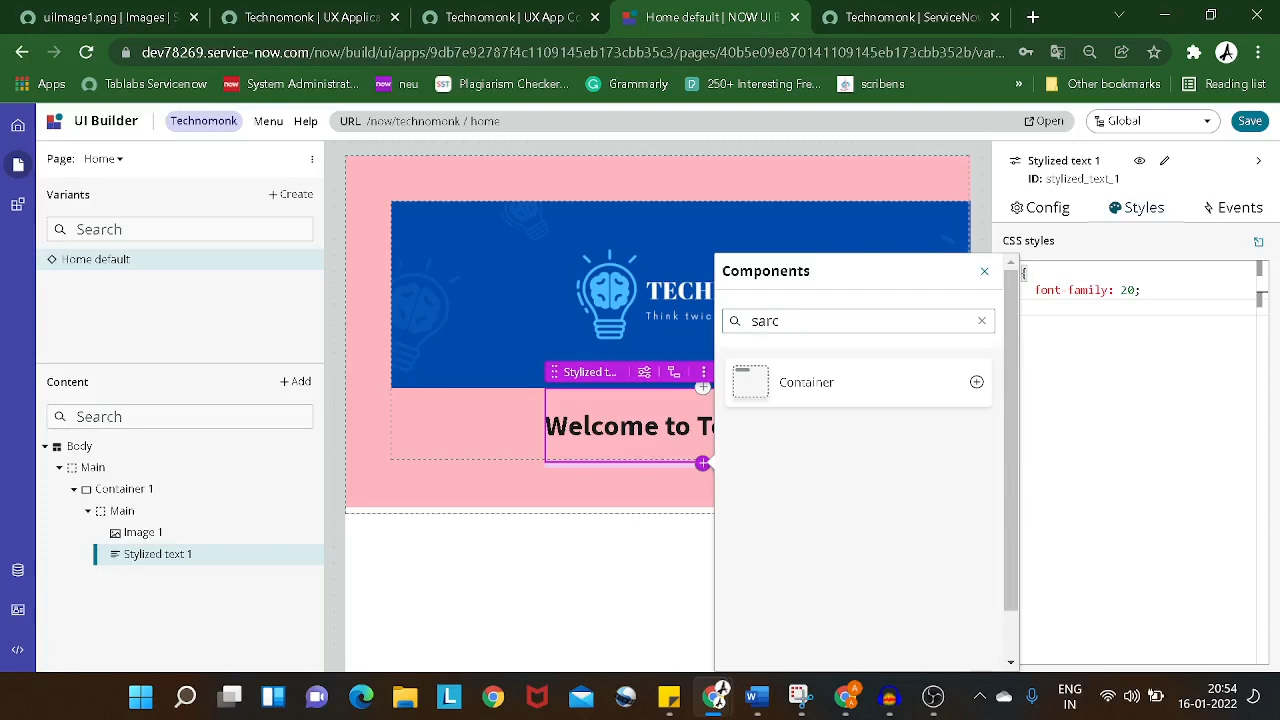 uimage | Images | S
Technomonk | UX Applica
Technomonk | UX App Co
Home default | NOW UI B
Technomonk | ServiceNow
dev78269.service-now.com/now/build/ui/apps/9db7e92787f4c1109145eb173cbb35c3/pages/40b5e09e870141109145eb173cbb352b/var...
Apps
Tablib Servicenow
System Administrat...
neu
Plagiarism Checker...
Grammarly
250+ Interesting Fre...
scribens
»
Other bookmarks
Reading list
UI Builder
Technomonk
Menu
Help
URL /now/technomonk / home
Open
Global
Save
Page: Home
Variants
+ Create
Search
Home default
Content
+ Add
Search
Body
Main
Container 1
Main
Image 1
Stylized text 1
TECH
Think twic
Stylized t...
Welcome to Te
Components
sarc
Container
Stylized text 1
ID: stylized_text_1
Config
Styles
Events
CSS styles
{
font-family: 20;
ENG
IN
20:54
16-01-2022